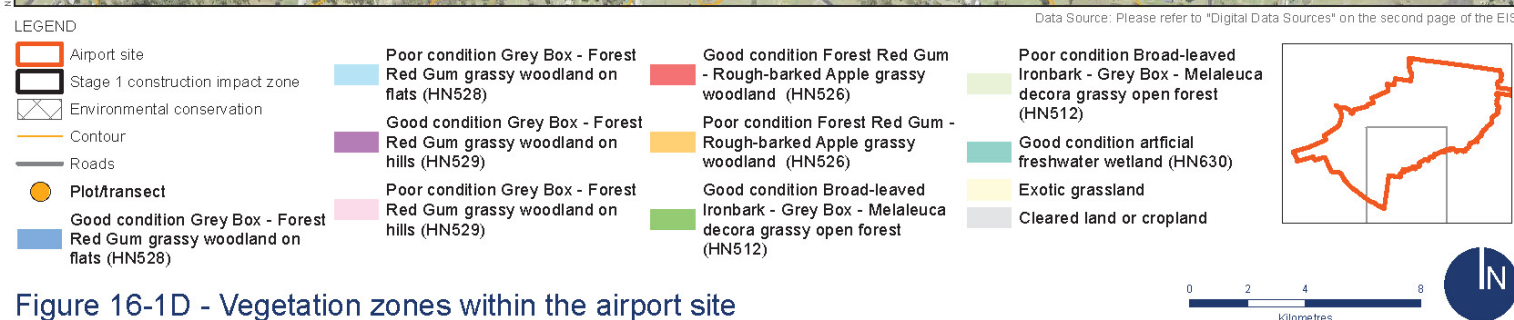 Data Source: Please refer to "Digital Data Sources" on the second page of the EIS
LEGEND
Airport site
Stage 1 construction impact zone
Environmental conservation
Contour
Roads
Plot/transect
Good condition Grey Box - Forest
Red Gum grassy woodland on
flats (HN528)
Poor condition Grey Box - Forest
Red Gum grassy woodland on
flats (HN528)
Good condition Grey Box - Forest
Red Gum grassy woodland on
hills (HN529)
Poor condition Grey Box - Forest
Red Gum grassy woodland on
hills (HN529)
Good condition Forest Red Gum
- Rough-barked Apple grassy
woodland (HN526)
Poor condition Forest Red Gum -
Rough-barked Apple grassy
woodland (HN526)
Good condition Broad-leaved
Ironbark - Grey Box - Melaleuca
decora grassy open forest
(HN512)
Poor condition Broad-leaved
Ironbark - Grey Box - Melaleuca
decora grassy open forest
(HN512)
Good condition artficial
freshwater wetland (HN630)
Exotic grassland
Cleared land or cropland
N
0 2 4 8
Kilometres
Figure 16-1D - Vegetation zones within the airport site